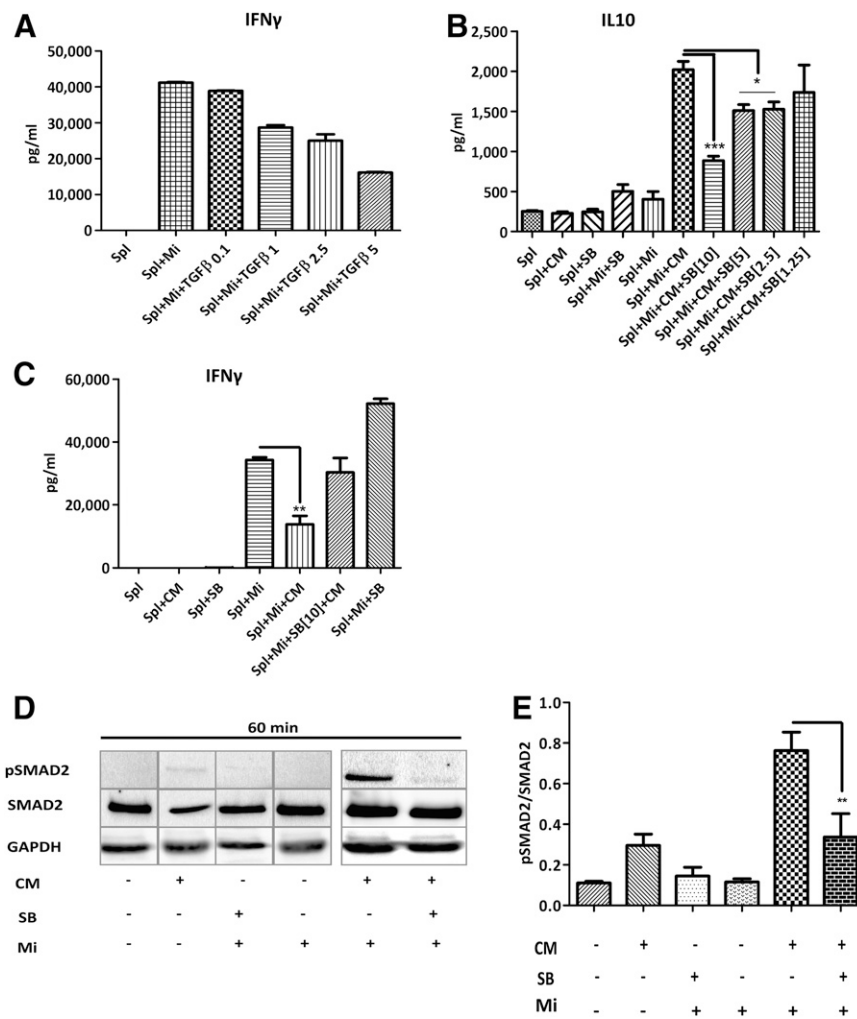 A
IFNγ
50,000
40,000
30,000
20,000
10,000
0
pg/ml
Spl
Spl+Mi
Spl+Mi+TGFβ 0.1
Spl+Mi+TGFβ 1
Spl+Mi+TGFβ 2.5
Spl+Mi+TGFβ 5
B
IL10
2,500
2,000
1,500
1,000
500
0
pg/ml
*
***
Spl
Spl+CM
Spl+SB
Spl+Mi+SB
Spl+Mi
Spl+Mi+CM
Spl+Mi+CM+SB[10]
Spl+Mi+CM+SB[5]
Spl+Mi+CM+SB[2.5]
Spl+Mi+CM+SB[1.25]
C
IFNγ
60,000
40,000
20,000
0
pg/ml
**
Spl
Spl+CM
Spl+SB
Spl+Mi
Spl+Mi+CM
Spl+Mi+SB[10]+CM
Spl+Mi+SB
D
60 min
pSMAD2
SMAD2
GAPDH
CM - + - - + +
SB - - + - - +
Mi - - + + + +
E
1.0
0.8
0.6
0.4
0.2
0.0
pSMAD2/SMAD2
**
CM - + - - + +
SB - - + - - +
Mi - - + + + +